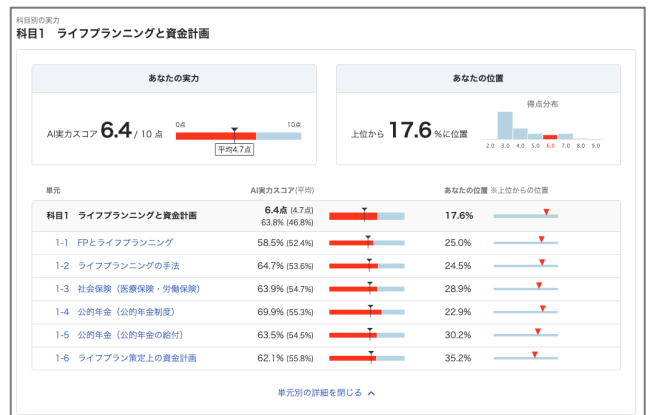 科目別の実力
科目1 ライフプランニングと資金計画
あなたの実力
AI実力スコア 6.4 / 10 点
0点 10点
平均4.7点
あなたの位置
上位から 17.6 %に位置
得点分布
2.0 3.0 4.0 5.0 6.0 7.0 8.0 9.0
単元 AI実力スコア(平均) あなたの位置 ※上位からの位置
科目1 ライフプランニングと資金計画 6.4点 (4.7点) 17.6%
63.8% (46.8%)
1-1 FPとライフプランニング 58.5% (52.4%) 25.0%
1-2 ライフプランニングの手法 64.7% (53.6%) 24.5%
1-3 社会保険（医療保険・労働保険） 63.9% (54.7%) 28.9%
1-4 公的年金（公的年金制度） 69.9% (55.3%) 22.9%
1-5 公的年金（公的年金の給付） 63.5% (54.5%) 30.2%
1-6 ライフプラン策定上の資金計画 62.1% (55.8%) 35.2%
単元別の詳細を閉じる